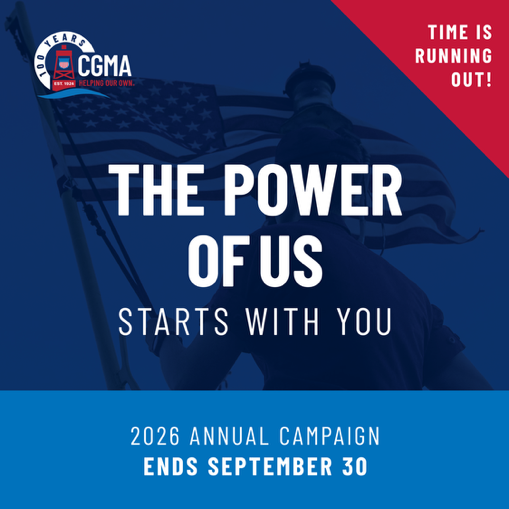 100 YEARS
CGMA
EST. 1924
HELPING OUR OWN.
TIME IS
RUNNING
OUT!
THE POWER
OF US
STARTS WITH YOU
2026 ANNUAL CAMPAIGN
ENDS SEPTEMBER 30